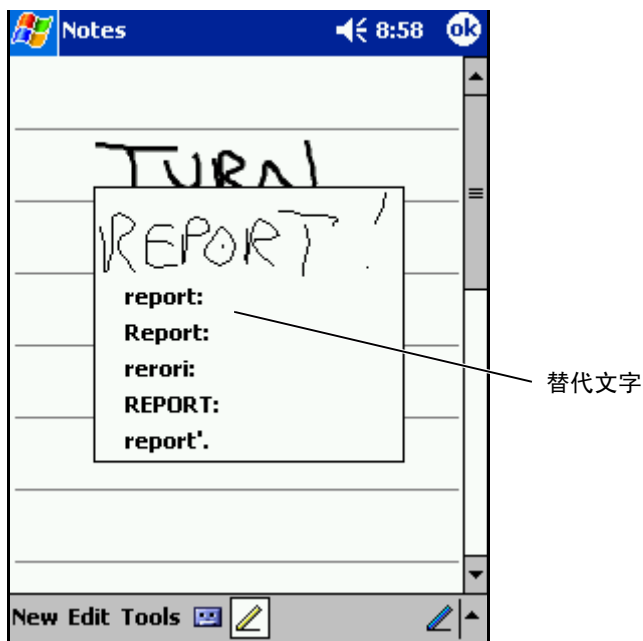 Notes 8:58 ok
TURN
REPORT!
report:
Report:
rerori:
REPORT:
report'.
替代文字
New Edit Tools